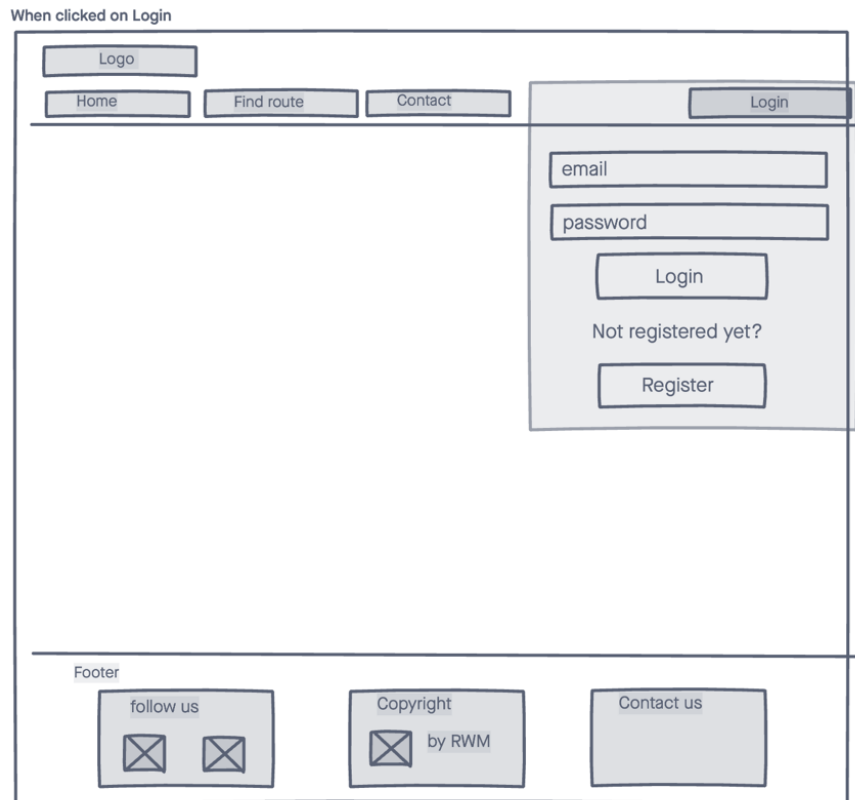 When clicked on Login
Logo
Home
Find route
Contact
Login
email
password
Login
Not registered yet?
Register
Footer
follow us
Copyright
by RWM
Contact us